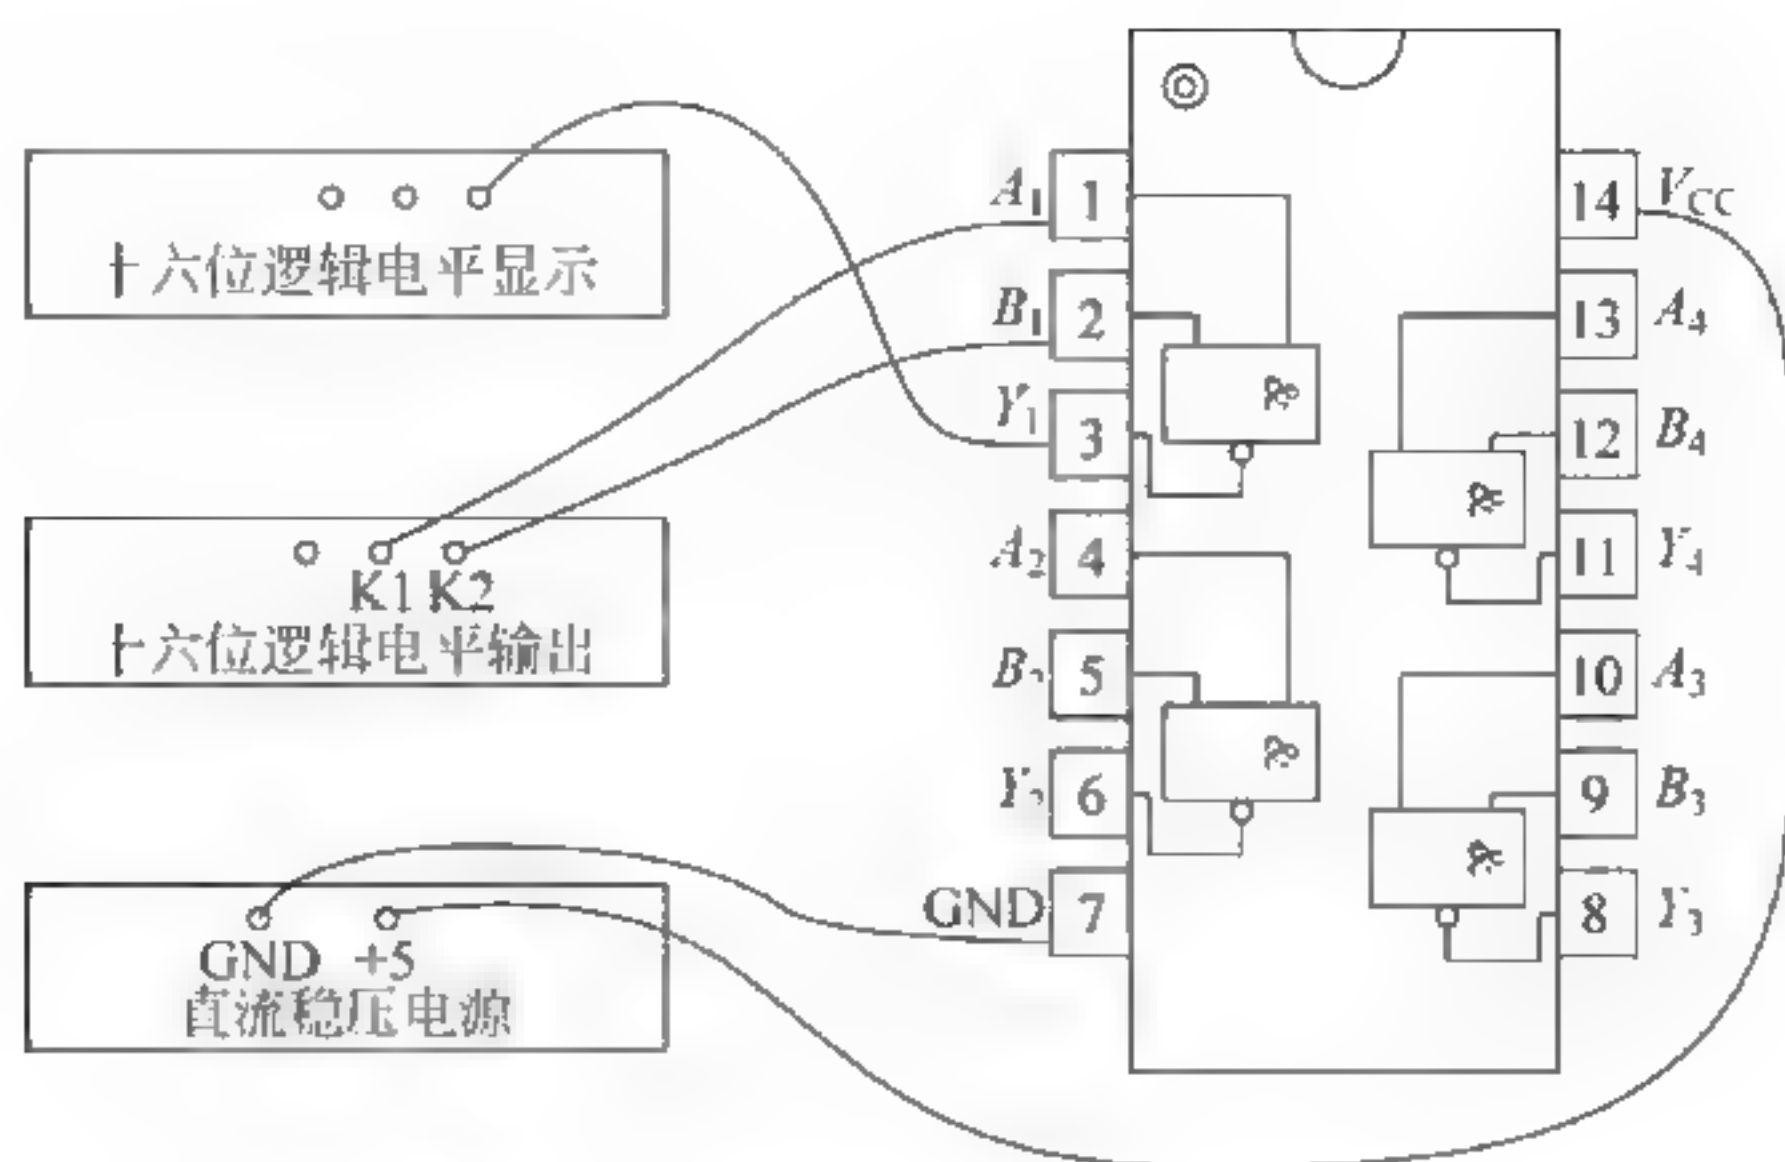 十六位逻辑电平显示
K1 K2
十六位逻辑电平输出
GND +5
直流稳压电源
A1 1
B1 2
Y1 3
A2 4
B2 5
Y2 6
GND 7
&
&
&
&
14 VCC
13 A4
12 B4
11 Y4
10 A3
9 B3
8 Y3